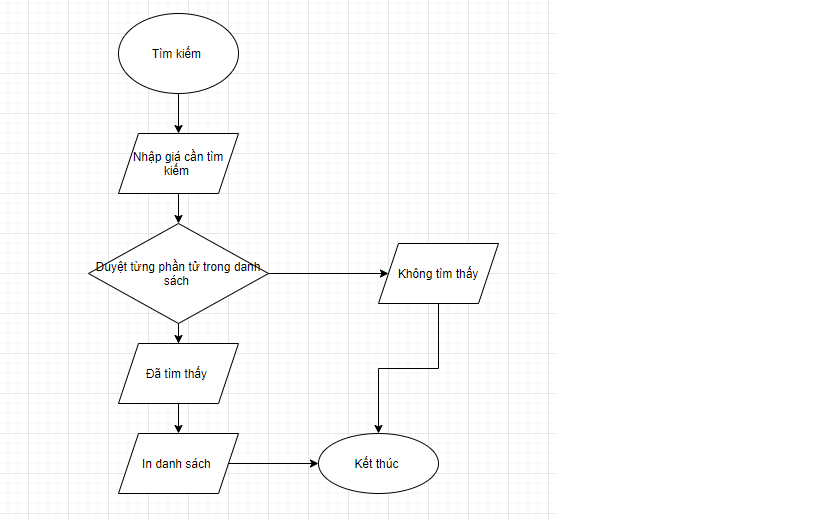 Tìm kiếm
Nhập giá cần tìm
kiếm
Duyệt từng phần tử trong danh
sách
Không tìm thấy
Đã tìm thấy
In danh sách
Kết thúc